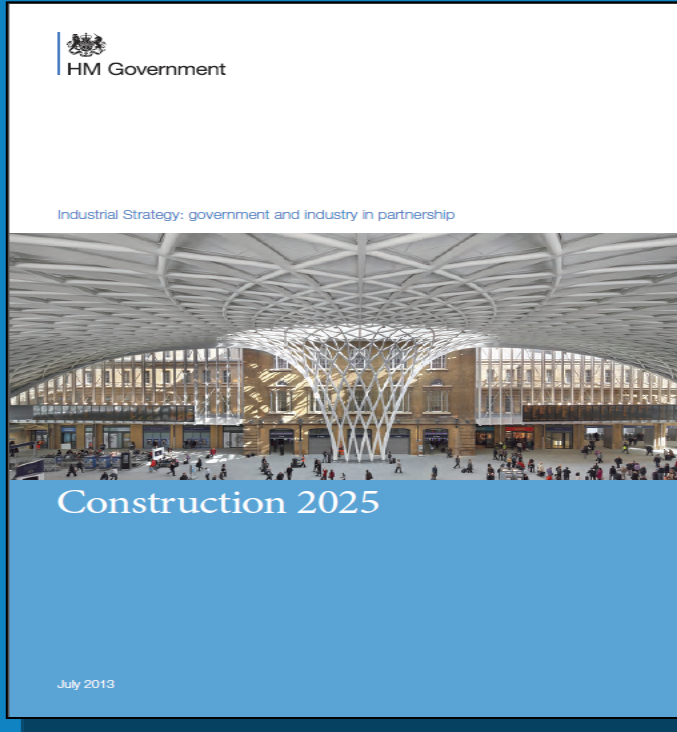 HM Government
Industrial Strategy: government and industry in partnership
Construction 2025
July 2013